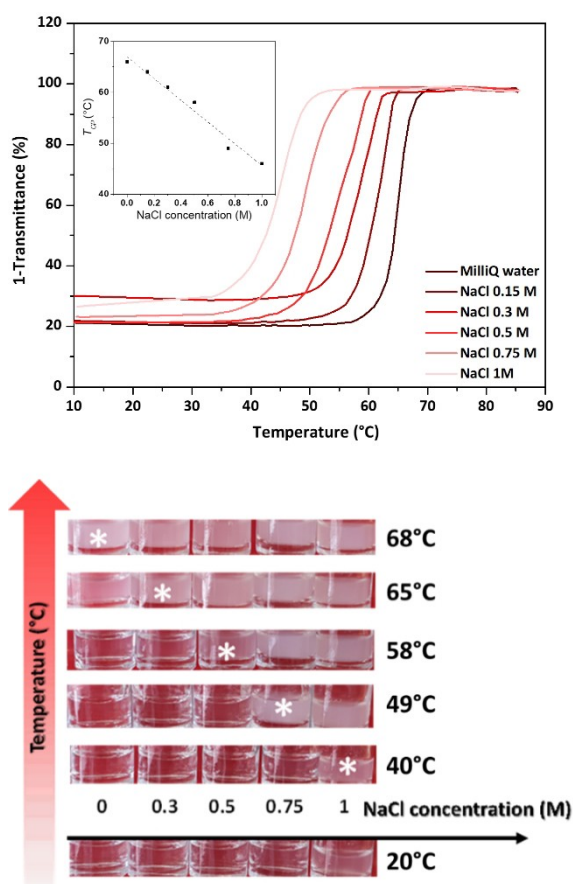 120
100
80
60
40
20
0
1-Transmittance (%)
80
60
40
T_CP (°C)
0.0 0.2 0.4 0.6 0.8 1.0
NaCl concentration (M)
MilliQ water
NaCl 0.15 M
NaCl 0.3 M
NaCl 0.5 M
NaCl 0.75 M
NaCl 1M
10 20 30 40 50 60 70 80 90
Temperature (°C)
Temperature (°C)
* 68°C
* 65°C
* 58°C
* 49°C
* 40°C
0 0.3 0.5 0.75 1 NaCl concentration (M)
20°C